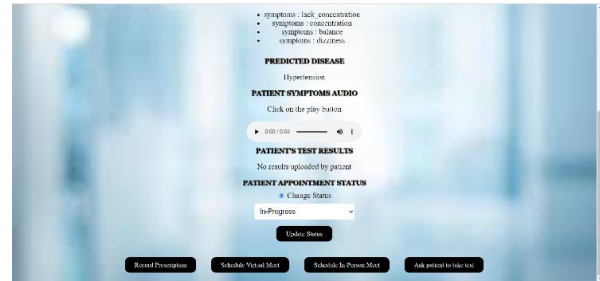 symptoms : lack_concentration
symptoms : concentration
symptoms : balance
symptoms : dizziness
PREDICTED DISEASE
Hypertension
PATIENT SYMPTOMS AUDIO
Click on the play button
0:00 / 0:04
PATIENT'S TEST RESULTS
No results uploaded by patient
PATIENT APPOINTMENT STATUS
Change Status
In-Progress
Update Status
Record Prescription Schedule Virtual Meet Schedule In-Person Meet Ask patient to take test